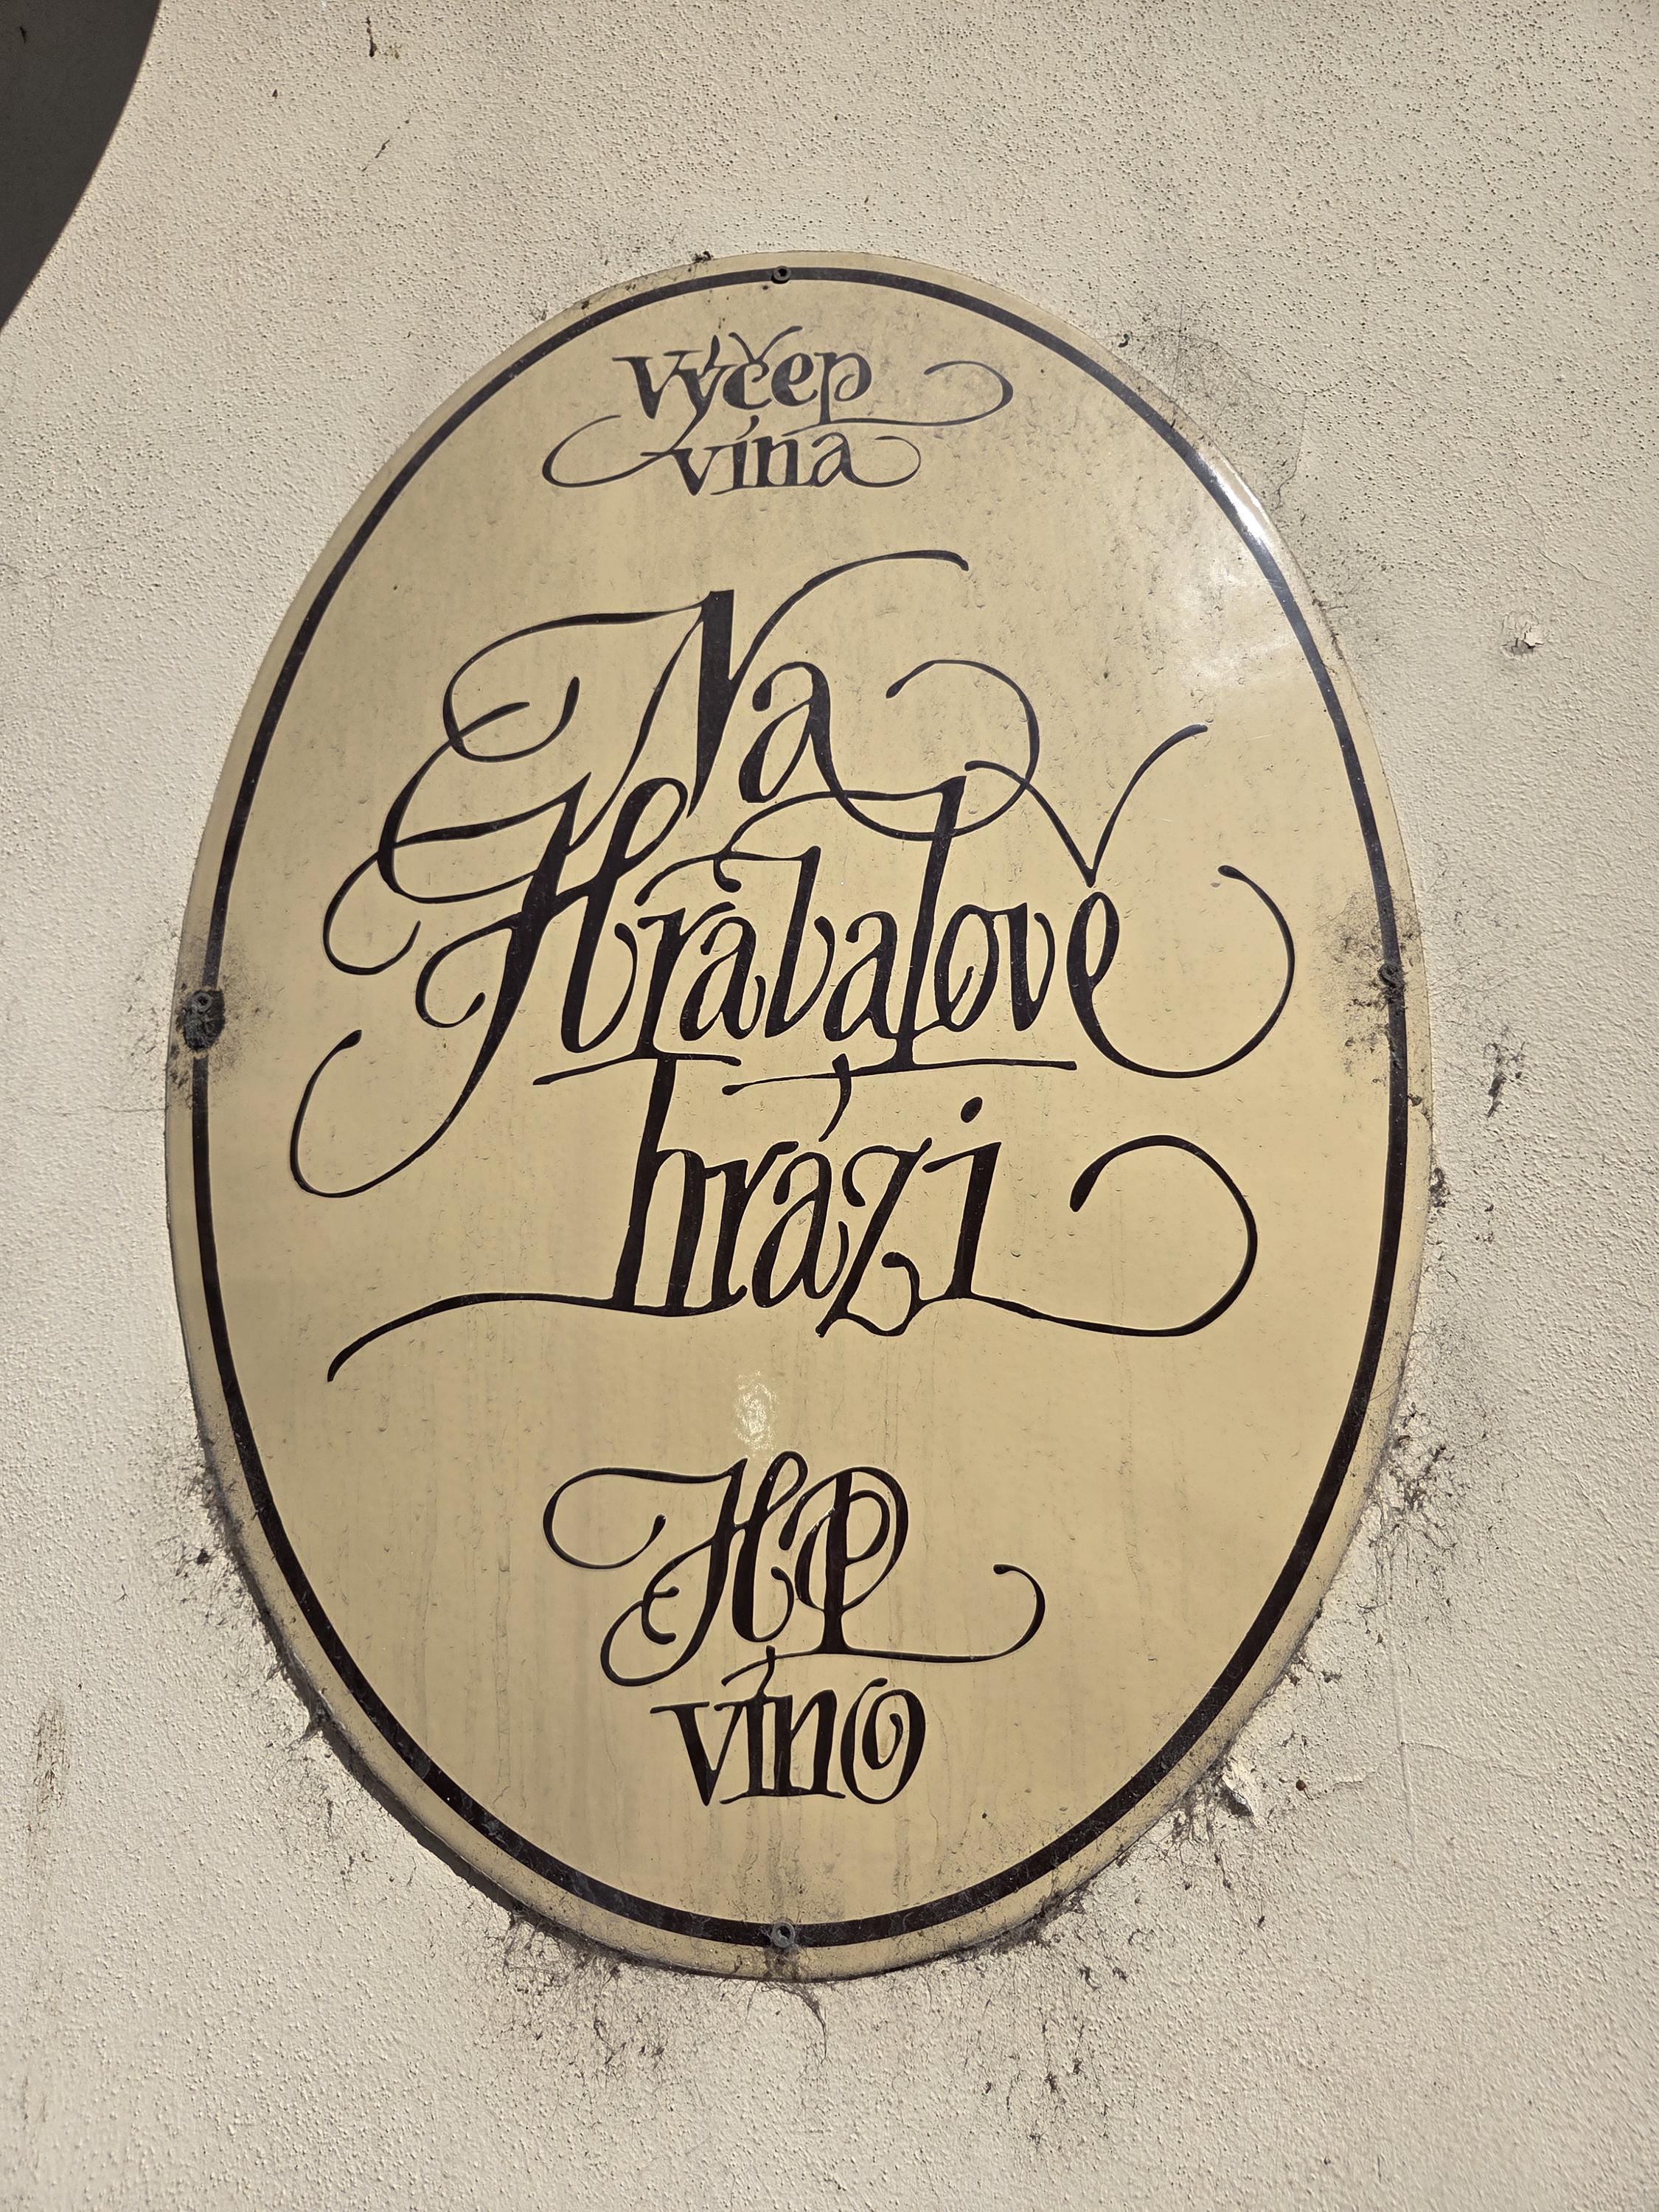 výčep
vína
Na
Hrabalově
hrázi
HP
víno